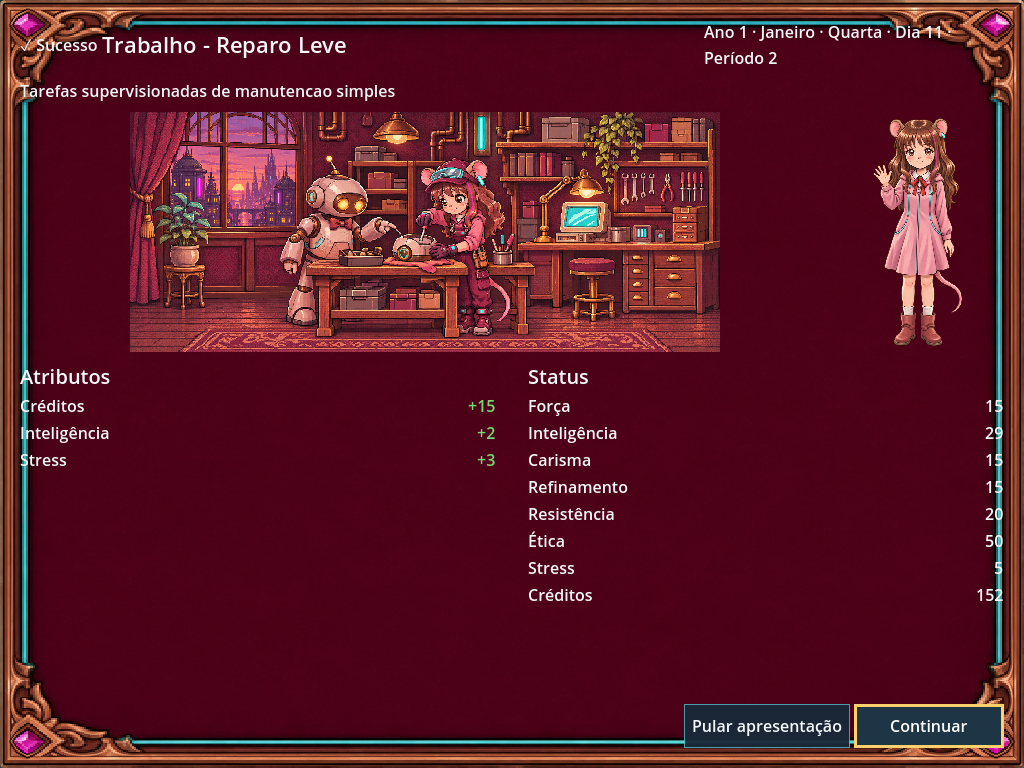 ✓ Sucesso Trabalho - Reparo Leve
Ano 1 · Janeiro · Quarta · Dia 11
Período 2
Tarefas supervisionadas de manutencao simples
Atributos
Créditos +15
Inteligência +2
Stress +3
Status
Força 15
Inteligência 29
Carisma 15
Refinamento 15
Resistência 20
Ética 50
Stress 5
Créditos 152
Pular apresentação
Continuar